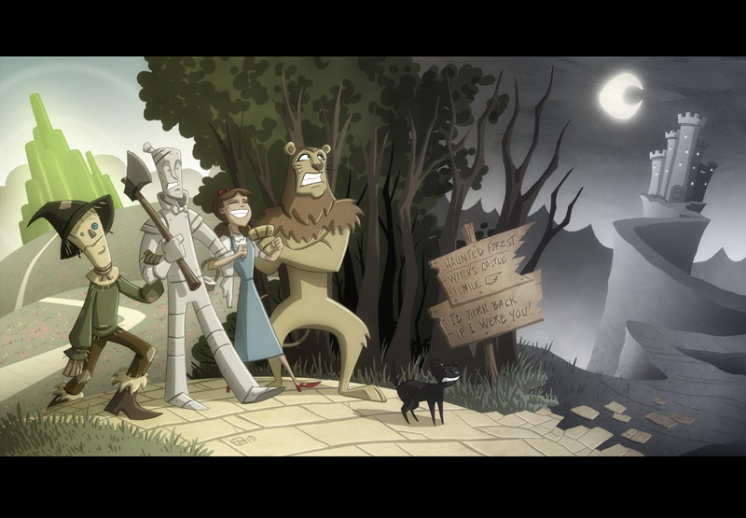 HAUNTED FOREST
WITCH'S CASTLE
1 MILE
"I'D TURN BACK
IF I WERE YOU"